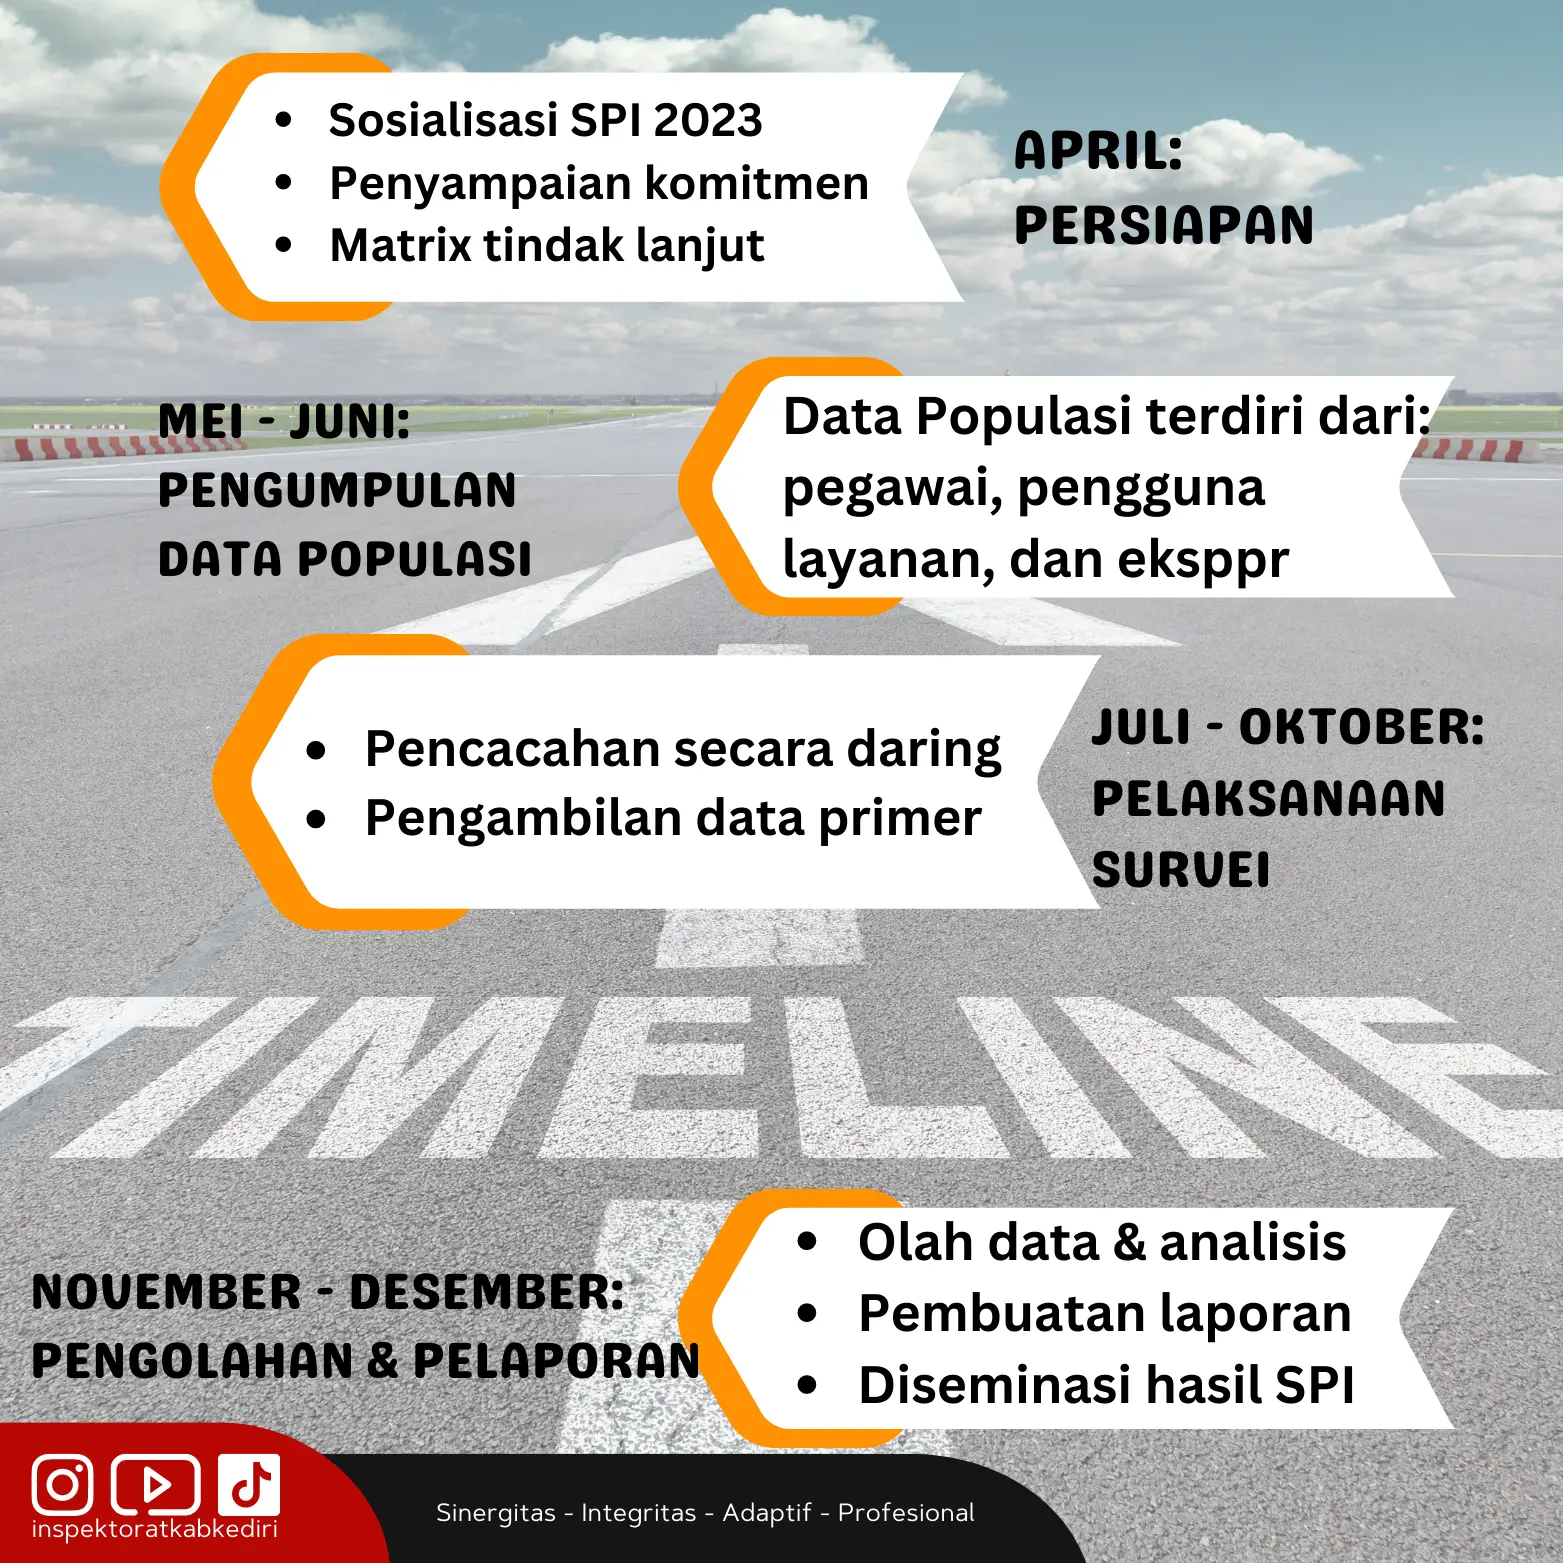 • Sosialisasi SPI 2023
• Penyampaian komitmen
• Matrix tindak lanjut
APRIL:
PERSIAPAN
MEI - JUNI:
PENGUMPULAN
DATA POPULASI
Data Populasi terdiri dari:
pegawai, pengguna
layanan, dan eksppr
• Pencacahan secara daring
• Pengambilan data primer
JULI - OKTOBER:
PELAKSANAAN
SURVEI
TIMELINE
NOVEMBER - DESEMBER:
PENGOLAHAN & PELAPORAN
• Olah data & analisis
• Pembuatan laporan
• Diseminasi hasil SPI
inspektoratkabkediri
Sinergitas - Integritas - Adaptif - Profesional